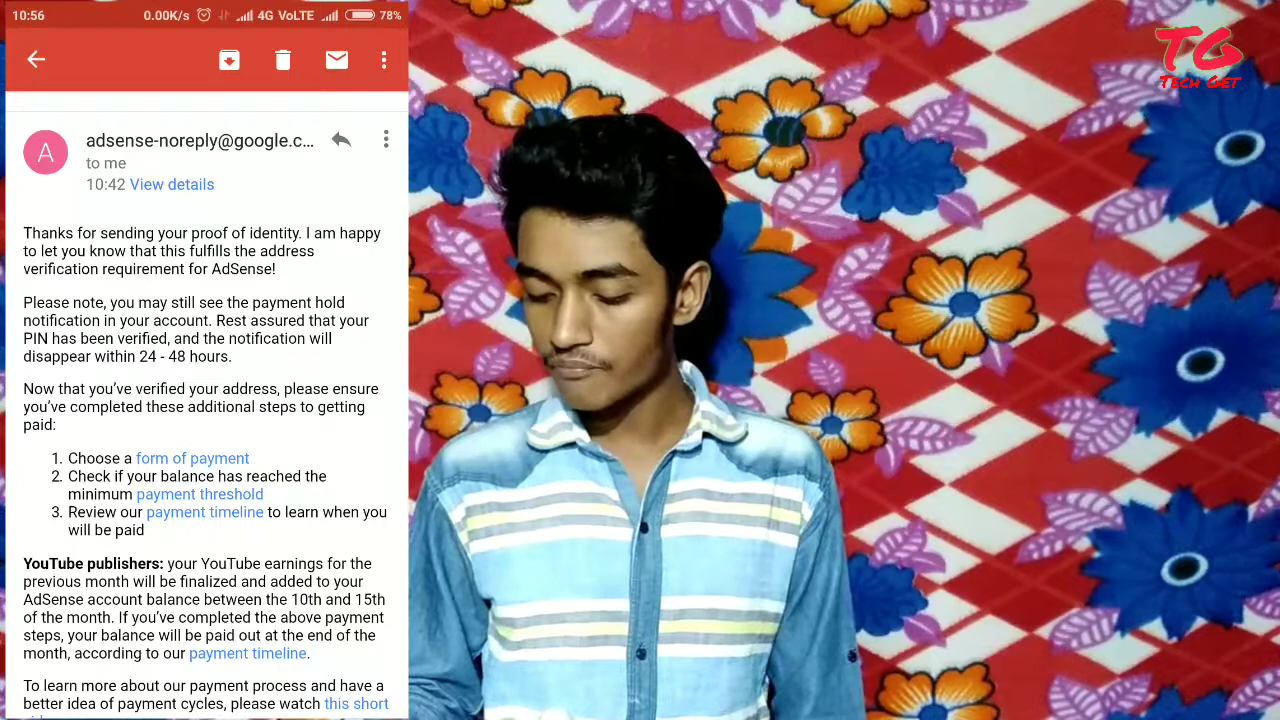 10:56 0.00K/s 4G VoLTE 78%
TG
Tech Get
A
adsense-noreply@google.c...
to me
10:42 View details
Thanks for sending your proof of identity. I am happy
to let you know that this fulfills the address
verification requirement for AdSense!
Please note, you may still see the payment hold
notification in your account. Rest assured that your
PIN has been verified, and the notification will
disappear within 24 - 48 hours.
Now that you've verified your address, please ensure
you've completed these additional steps to getting
paid:
1. Choose a form of payment
2. Check if your balance has reached the
minimum payment threshold
3. Review our payment timeline to learn when you
will be paid
YouTube publishers: your YouTube earnings for the
previous month will be finalized and added to your
AdSense account balance between the 10th and 15th
of the month. If you've completed the above payment
steps, your balance will be paid out at the end of the
month, according to our payment timeline.
To learn more about our payment process and have a
better idea of payment cycles, please watch this short